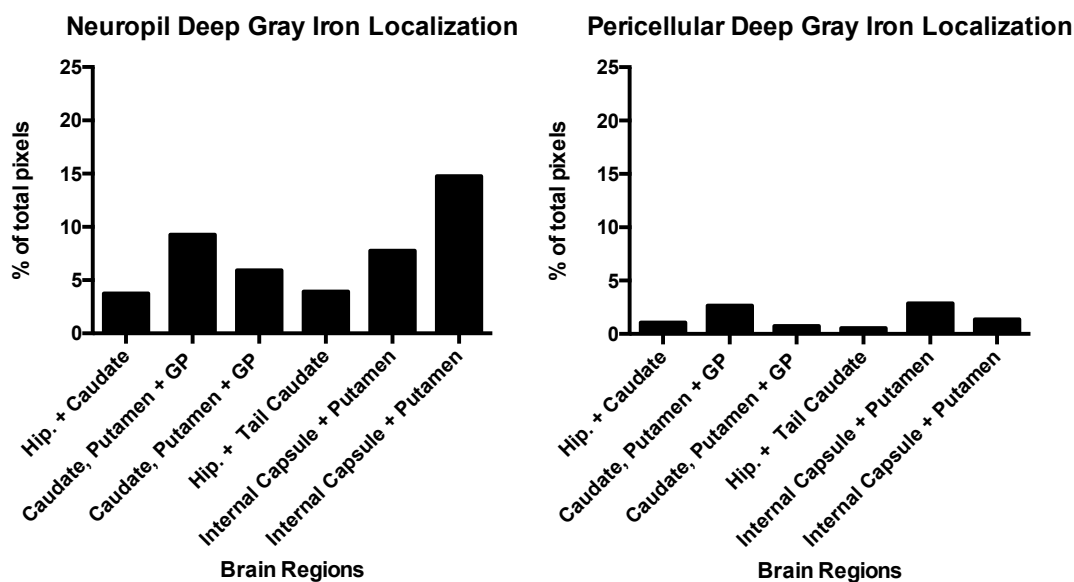 Neuropil Deep Gray Iron Localization
% of total pixels
25
20
15
10
5
0
Hip. + Caudate
Caudate, Putamen + GP
Caudate, Putamen + GP
Hip. + Tail Caudate
Internal Capsule + Putamen
Internal Capsule + Putamen
Brain Regions
Pericellular Deep Gray Iron Localization
% of total pixels
25
20
15
10
5
0
Hip. + Caudate
Caudate, Putamen + GP
Caudate, Putamen + GP
Hip. + Tail Caudate
Internal Capsule + Putamen
Internal Capsule + Putamen
Brain Regions